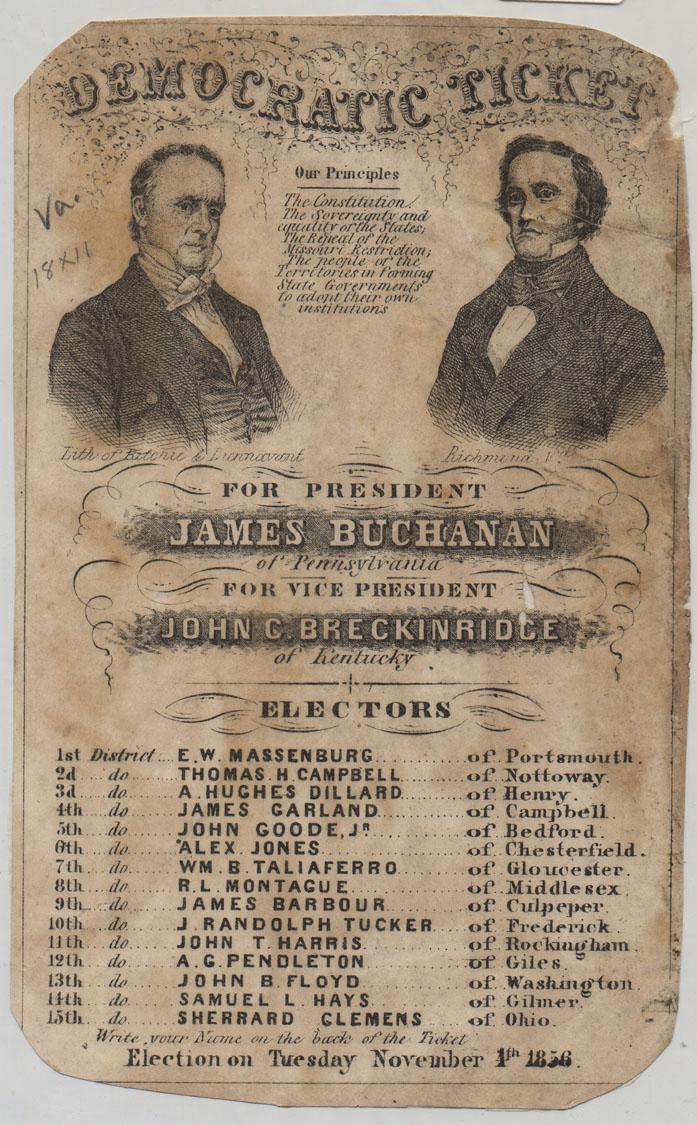 DEMOCRATIC TICKET
Va.
18 x 11
Our Principles
The Constitution!
The Sovereignty and
equality of the States;
The Repeal of the
Missouri Restriction;
The people of the
Territories in forming
State Governments
to adopt their own
institutions
Lith of Ritchie & Dunnavant Richmond, Va.
FOR PRESIDENT
JAMES BUCHANAN
of Pennsylvania
FOR VICE PRESIDENT
JOHN C. BRECKINRIDGE
of Kentucky
ELECTORS
1st District... E. W. MASSENBURG............of Portsmouth.
2d.....do........THOMAS. H. CAMPBELL........of Nottoway.
3d.....do........A. HUGHES DILLARD........of Henry.
4th....do........JAMES GARLAND............of Campbell.
5th....do........JOHN GOODE, Jr............of Bedford.
6th....do........ALEX. JONES................of Chesterfield.
7th....do........WM. B. TALIAFERRO........of Gloucester.
8th....do........R. L. MONTAGUE............of Middlesex.
9th....do........JAMES BARBOUR............of Culpeper.
10th...do........J. RANDOLPH TUCKER........of Frederick.
11th...do........JOHN T. HARRIS............of Rockingham.
12th...do........A. G. PENDLETON............of Giles.
13th...do........JOHN B. FLOYD............of Washington.
14th...do........SAMUEL L. HAYS............of Gilmer.
15th...do........SHERRARD CLEMENS........of Ohio.
Write your Name on the back of the Ticket
Election on Tuesday November 4th 1856.